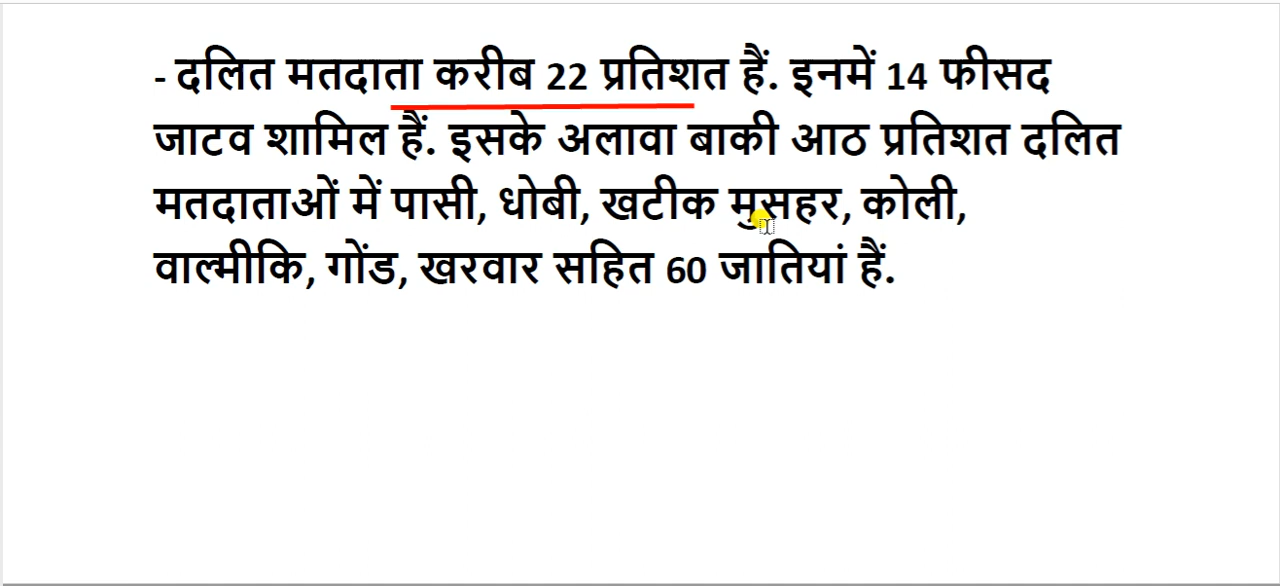 - दलित मतदाता करीब 22 प्रतिशत हैं. इनमें 14 फीसद
जाटव शामिल हैं. इसके अलावा बाकी आठ प्रतिशत दलित
मतदाताओं में पासी, धोबी, खटीक मुसहर, कोली,
वाल्मीकि, गोंड, खरवार सहित 60 जातियां हैं.